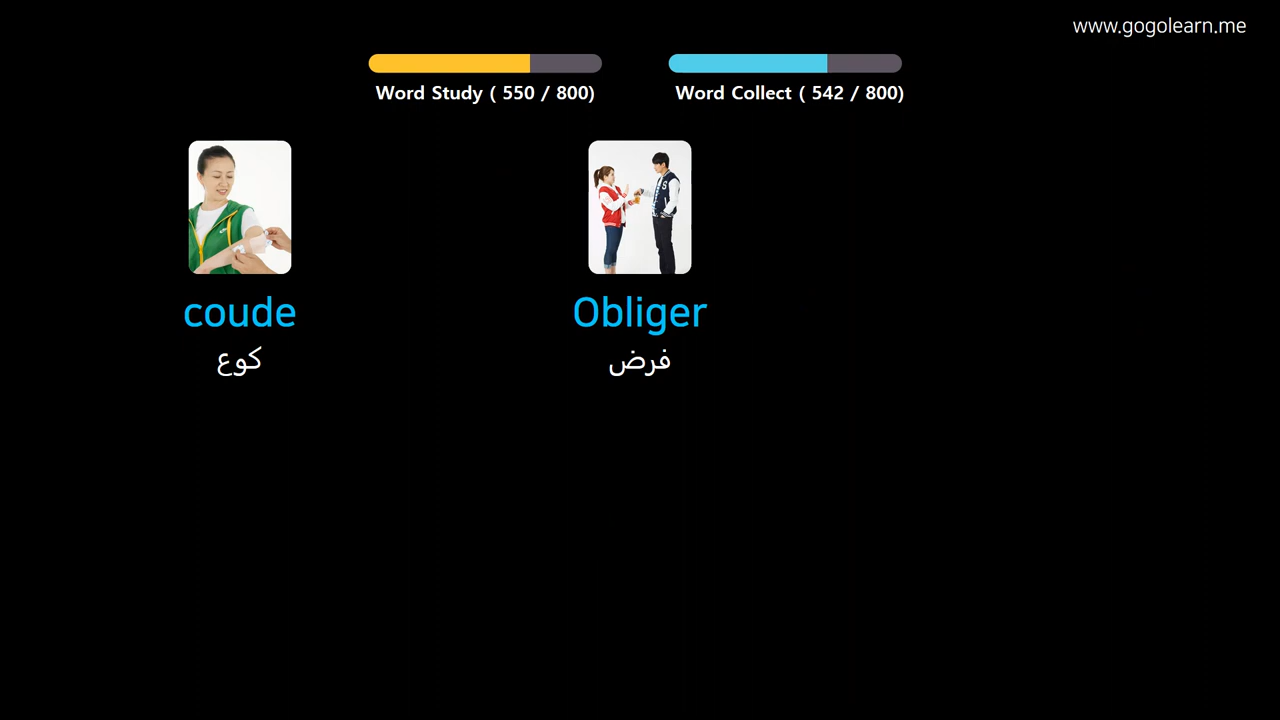 www.gogolearn.me
Word Study ( 550 / 800)
Word Collect ( 542 / 800)
coude
كوع
Obliger
فرض